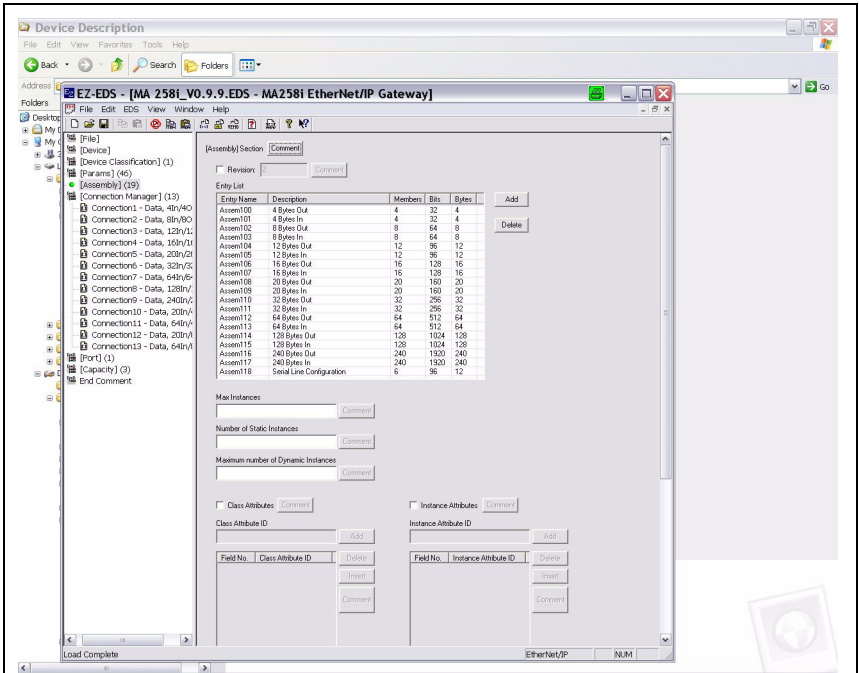 Device Description
File Edit View Favorites Tools Help
Back Search Folders
Address Go
Folders
Desktop
EZ-EDS - [MA 258i_V0.9.9.EDS - MA258i EtherNet/IP Gateway]
File Edit EDS View Window Help
[File]
[Device]
[Device Classification] (1)
[Params] (46)
[Assembly] (19)
[Connection Manager] (13)
Connection1 - Data, 4In/4O
Connection2 - Data, 8In/8O
Connection3 - Data, 12In/12
Connection4 - Data, 16In/16
Connection5 - Data, 20In/2
Connection6 - Data, 32In/3
Connection7 - Data, 64In/6
Connection8 - Data, 128In/
Connection9 - Data, 240In/
Connection10 - Data, 20In/
Connection11 - Data, 64In/
Connection12 - Data, 20In/
Connection13 - Data, 64In/
[Port] (1)
[Capacity] (3)
End Comment
[Assembly] Section Comment
Revision: 2 Comment
Entry List
Entry Name Description Members Bits Bytes Add
Assem100 4 Bytes Out 4 32 4
Assem101 4 Bytes In 4 32 4
Assem102 8 Bytes Out 8 64 8 Delete
Assem103 8 Bytes In 8 64 8
Assem104 12 Bytes Out 12 96 12
Assem105 12 Bytes In 12 96 12
Assem106 16 Bytes Out 16 128 16
Assem107 16 Bytes In 16 128 16
Assem108 20 Bytes Out 20 160 20
Assem109 20 Bytes In 20 160 20
Assem110 32 Bytes Out 32 256 32
Assem111 32 Bytes In 32 256 32
Assem112 64 Bytes Out 64 512 64
Assem113 64 Bytes In 64 512 64
Assem114 128 Bytes Out 128 1024 128
Assem115 128 Bytes In 128 1024 128
Assem116 240 Bytes Out 240 1920 240
Assem117 240 Bytes In 240 1920 240
Assem118 Serial Line Configuration 6 96 12
Max Instances
Comment
Number of Static Instances
Comment
Maximum number of Dynamic Instances
Comment
Class Attributes Comment Instance Attributes Comment
Class Attribute ID Instance Attribute ID
Add Add
Field No. Class Attribute ID Delete Field No. Instance Attribute ID Delete
Insert Insert
Comment Comment
Load Complete EtherNet/IP NUM